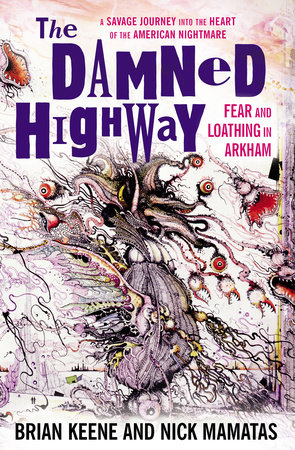 A SAVAGE JOURNEY INTO THE HEART
OF THE AMERICAN NIGHTMARE
The
DAMNeD
HIGHWaY
FEAR AND
LOATHING IN
ARKHAM
BRIAN KEENE AND NICK MAMATAS